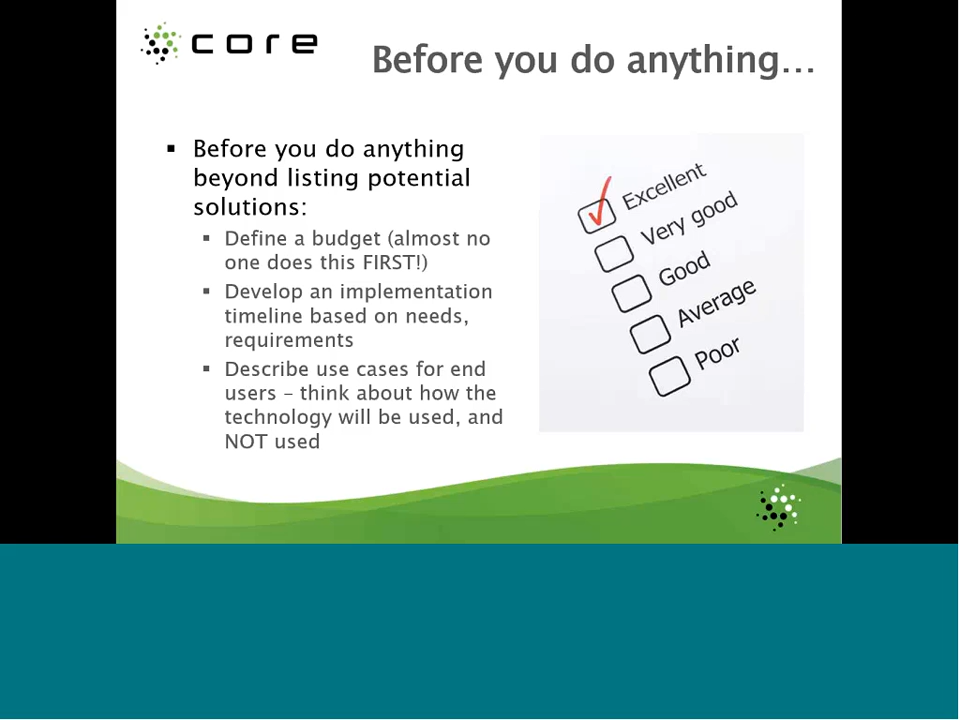 core
Before you do anything...
▪ Before you do anything
beyond listing potential
solutions:
▪ Define a budget (almost no
one does this FIRST!)
▪ Develop an implementation
timeline based on needs,
requirements
▪ Describe use cases for end
users – think about how the
technology will be used, and
NOT used
Excellent
Very good
Good
Average
Poor